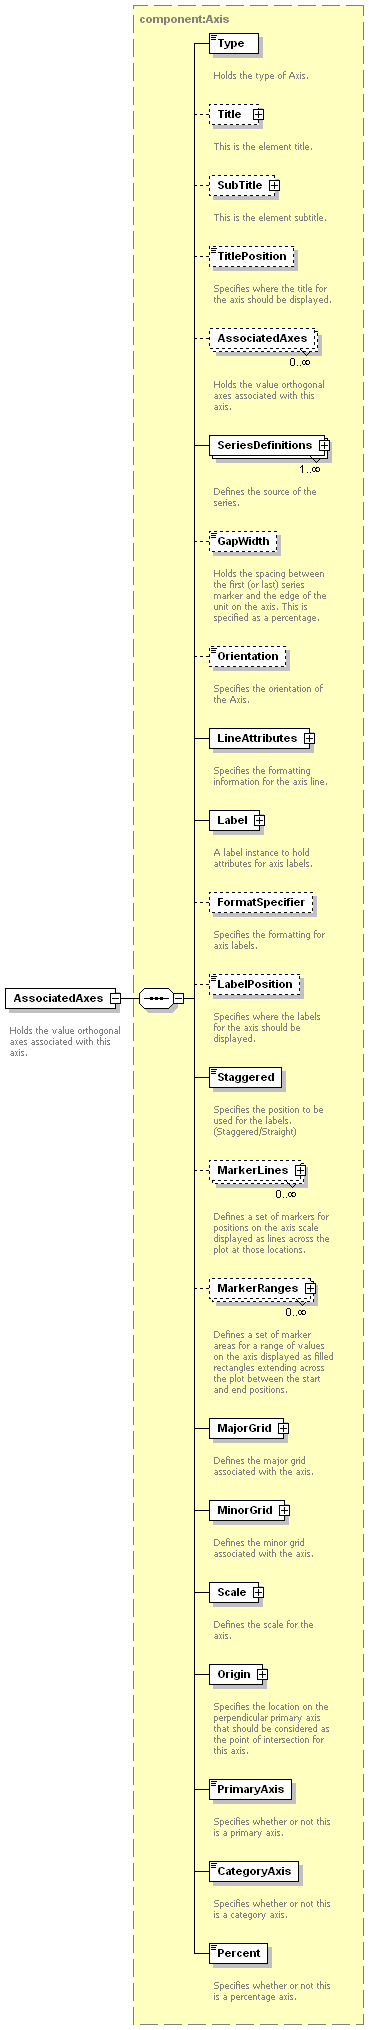 component:Axis
Type
Holds the type of Axis.
Title
This is the element title.
SubTitle
This is the element subtitle.
TitlePosition
Specifies where the title for
the axis should be displayed.
AssociatedAxes
0..∞
Holds the value orthogonal
axes associated with this
axis.
SeriesDefinitions
1..∞
Defines the source of the
series.
GapWidth
Holds the spacing between
the first (or last) series
marker and the edge of the
unit on the axis. This is
specified as a percentage.
Orientation
Specifies the orientation of
the Axis.
LineAttributes
Specifies the formatting
information for the axis line.
Label
A label instance to hold
attributes for axis labels.
FormatSpecifier
Specifies the formatting for
axis labels.
AssociatedAxes
Holds the value orthogonal
axes associated with this
axis.
LabelPosition
Specifies where the labels
for the axis should be
displayed.
Staggered
Specifies the position to be
used for the labels.
(Staggered/Straight)
MarkerLines
0..∞
Defines a set of markers for
positions on the axis scale
displayed as lines across the
plot at those locations.
MarkerRanges
0..∞
Defines a set of marker
areas for a range of values
on the axis displayed as filled
rectangles extending across
the plot between the start
and end positions.
MajorGrid
Defines the major grid
associated with the axis.
MinorGrid
Defines the minor grid
associated with the axis.
Scale
Defines the scale for the
axis.
Origin
Specifies the location on the
perpendicular primary axis
that should be considered as
the point of intersection for
this axis.
PrimaryAxis
Specifies whether or not this
is a primary axis.
CategoryAxis
Specifies whether or not this
is a category axis.
Percent
Specifies whether or not this
is a percentage axis.